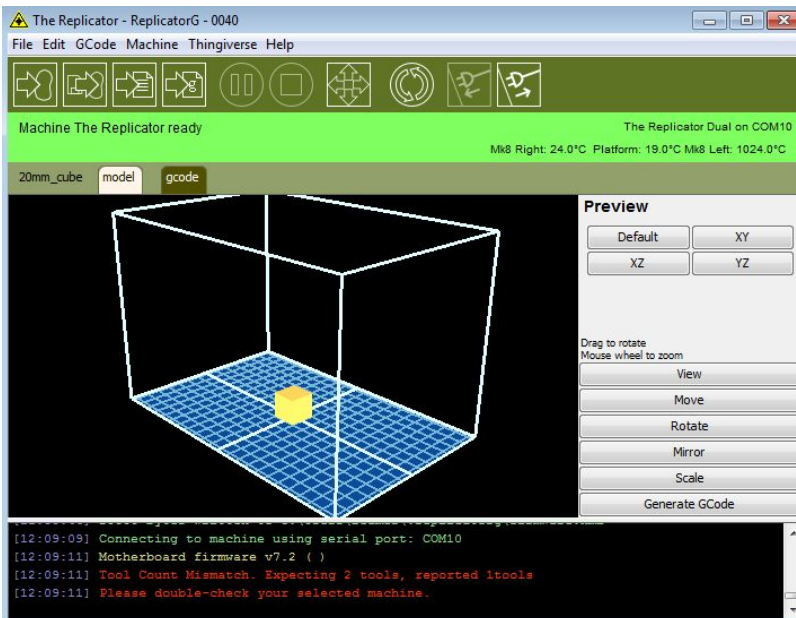 The Replicator - ReplicatorG - 0040
File Edit GCode Machine Thingiverse Help
Machine The Replicator ready
The Replicator Dual on COM10
Mk8 Right: 24.0°C Platform: 19.0°C Mk8 Left: 1024.0°C
20mm_cube model gcode
Preview
Default XY
XZ YZ
Drag to rotate
Mouse wheel to zoom
View
Move
Rotate
Mirror
Scale
Generate GCode
[12:09:09] Connecting to machine using serial port: COM10
[12:09:11] Motherboard firmware v7.2 ( )
[12:09:11] Tool Count Mismatch. Expecting 2 tools, reported 1tools
[12:09:11] Please double-check your selected machine.